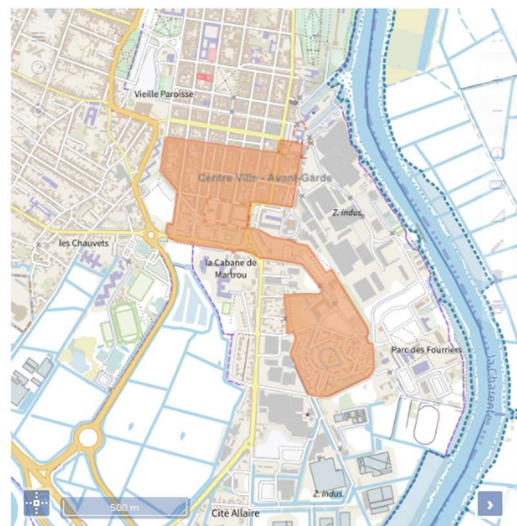 Vieille Paroisse
Centre Ville - Avant-Garde
Z. indus.
les Chauvets
la Cabane de
Martrou
Parc des Fourriers
la Charente
500 m
Cité Allaire
Z. Indus.